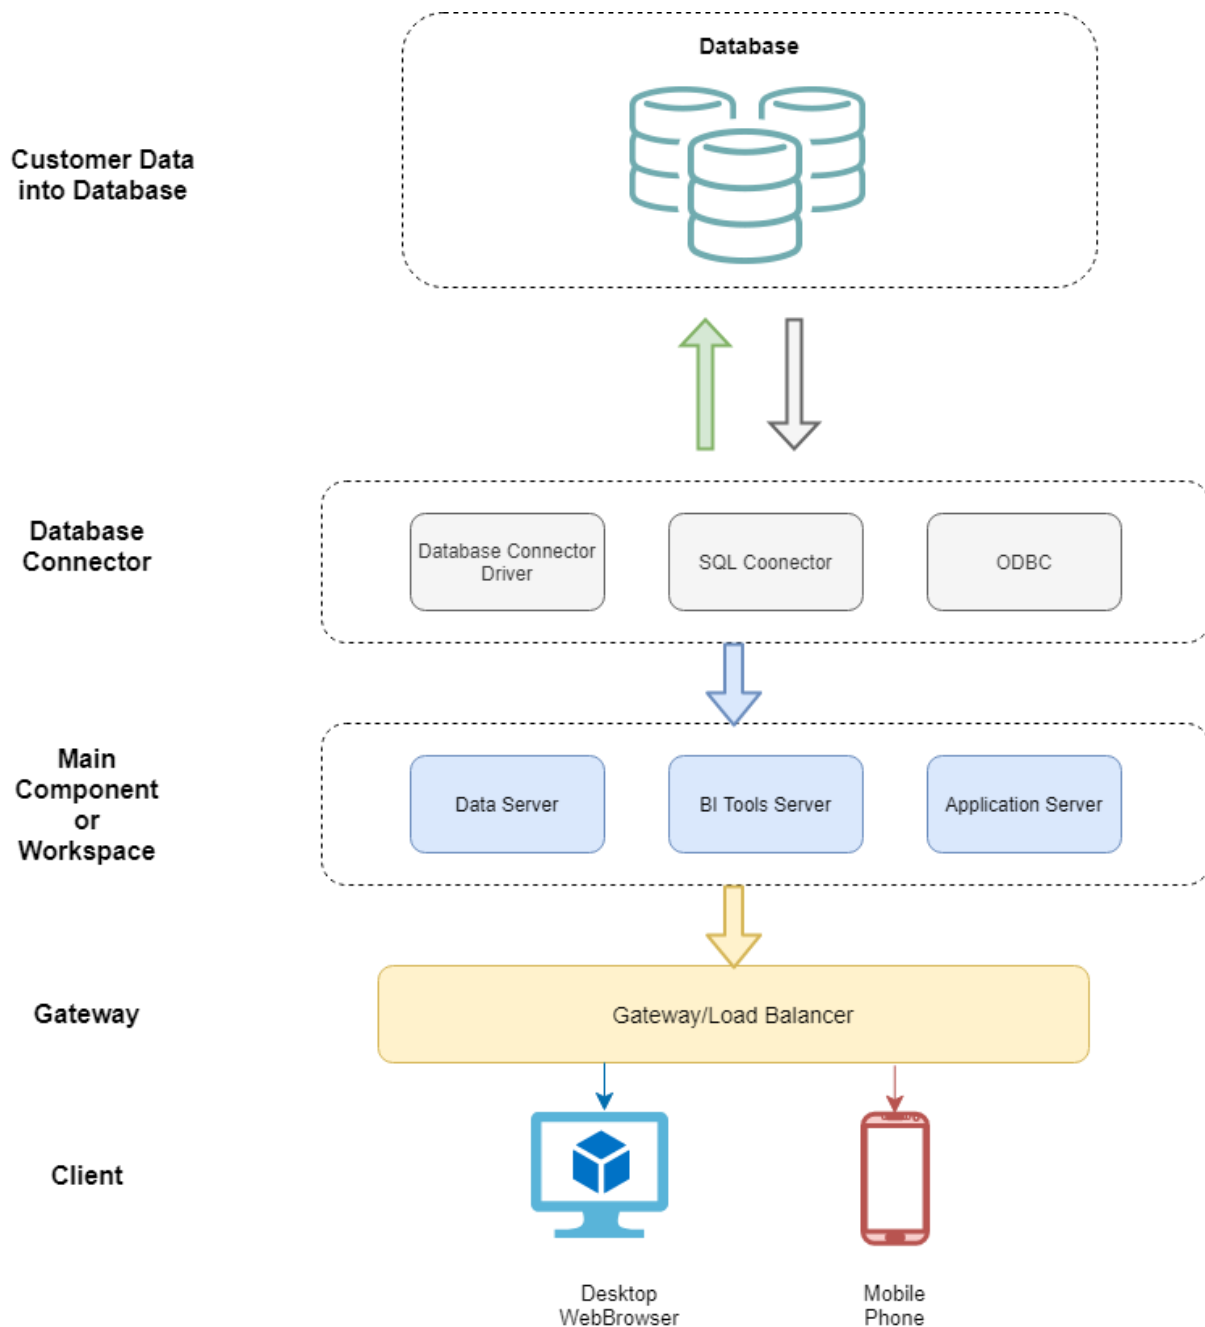 Database
Customer Data
into Database
Database
Connector
Database Connector
Driver
SQL Coonector
ODBC
Main
Component
or
Workspace
Data Server
BI Tools Server
Application Server
Gateway
Gateway/Load Balancer
Client
Desktop
WebBrowser
Mobile
Phone